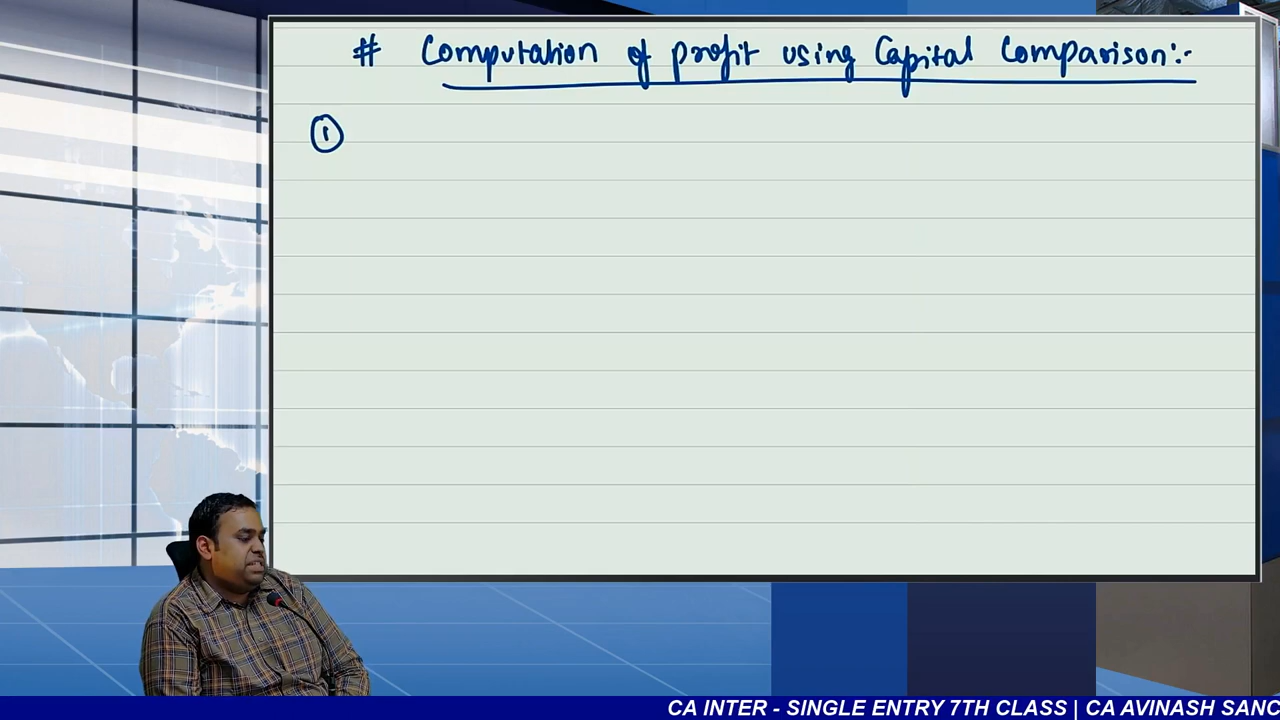 # Computation of profit using Capital Comparison:-
①
CA INTER - SINGLE ENTRY 7TH CLASS | CA AVINASH SANC